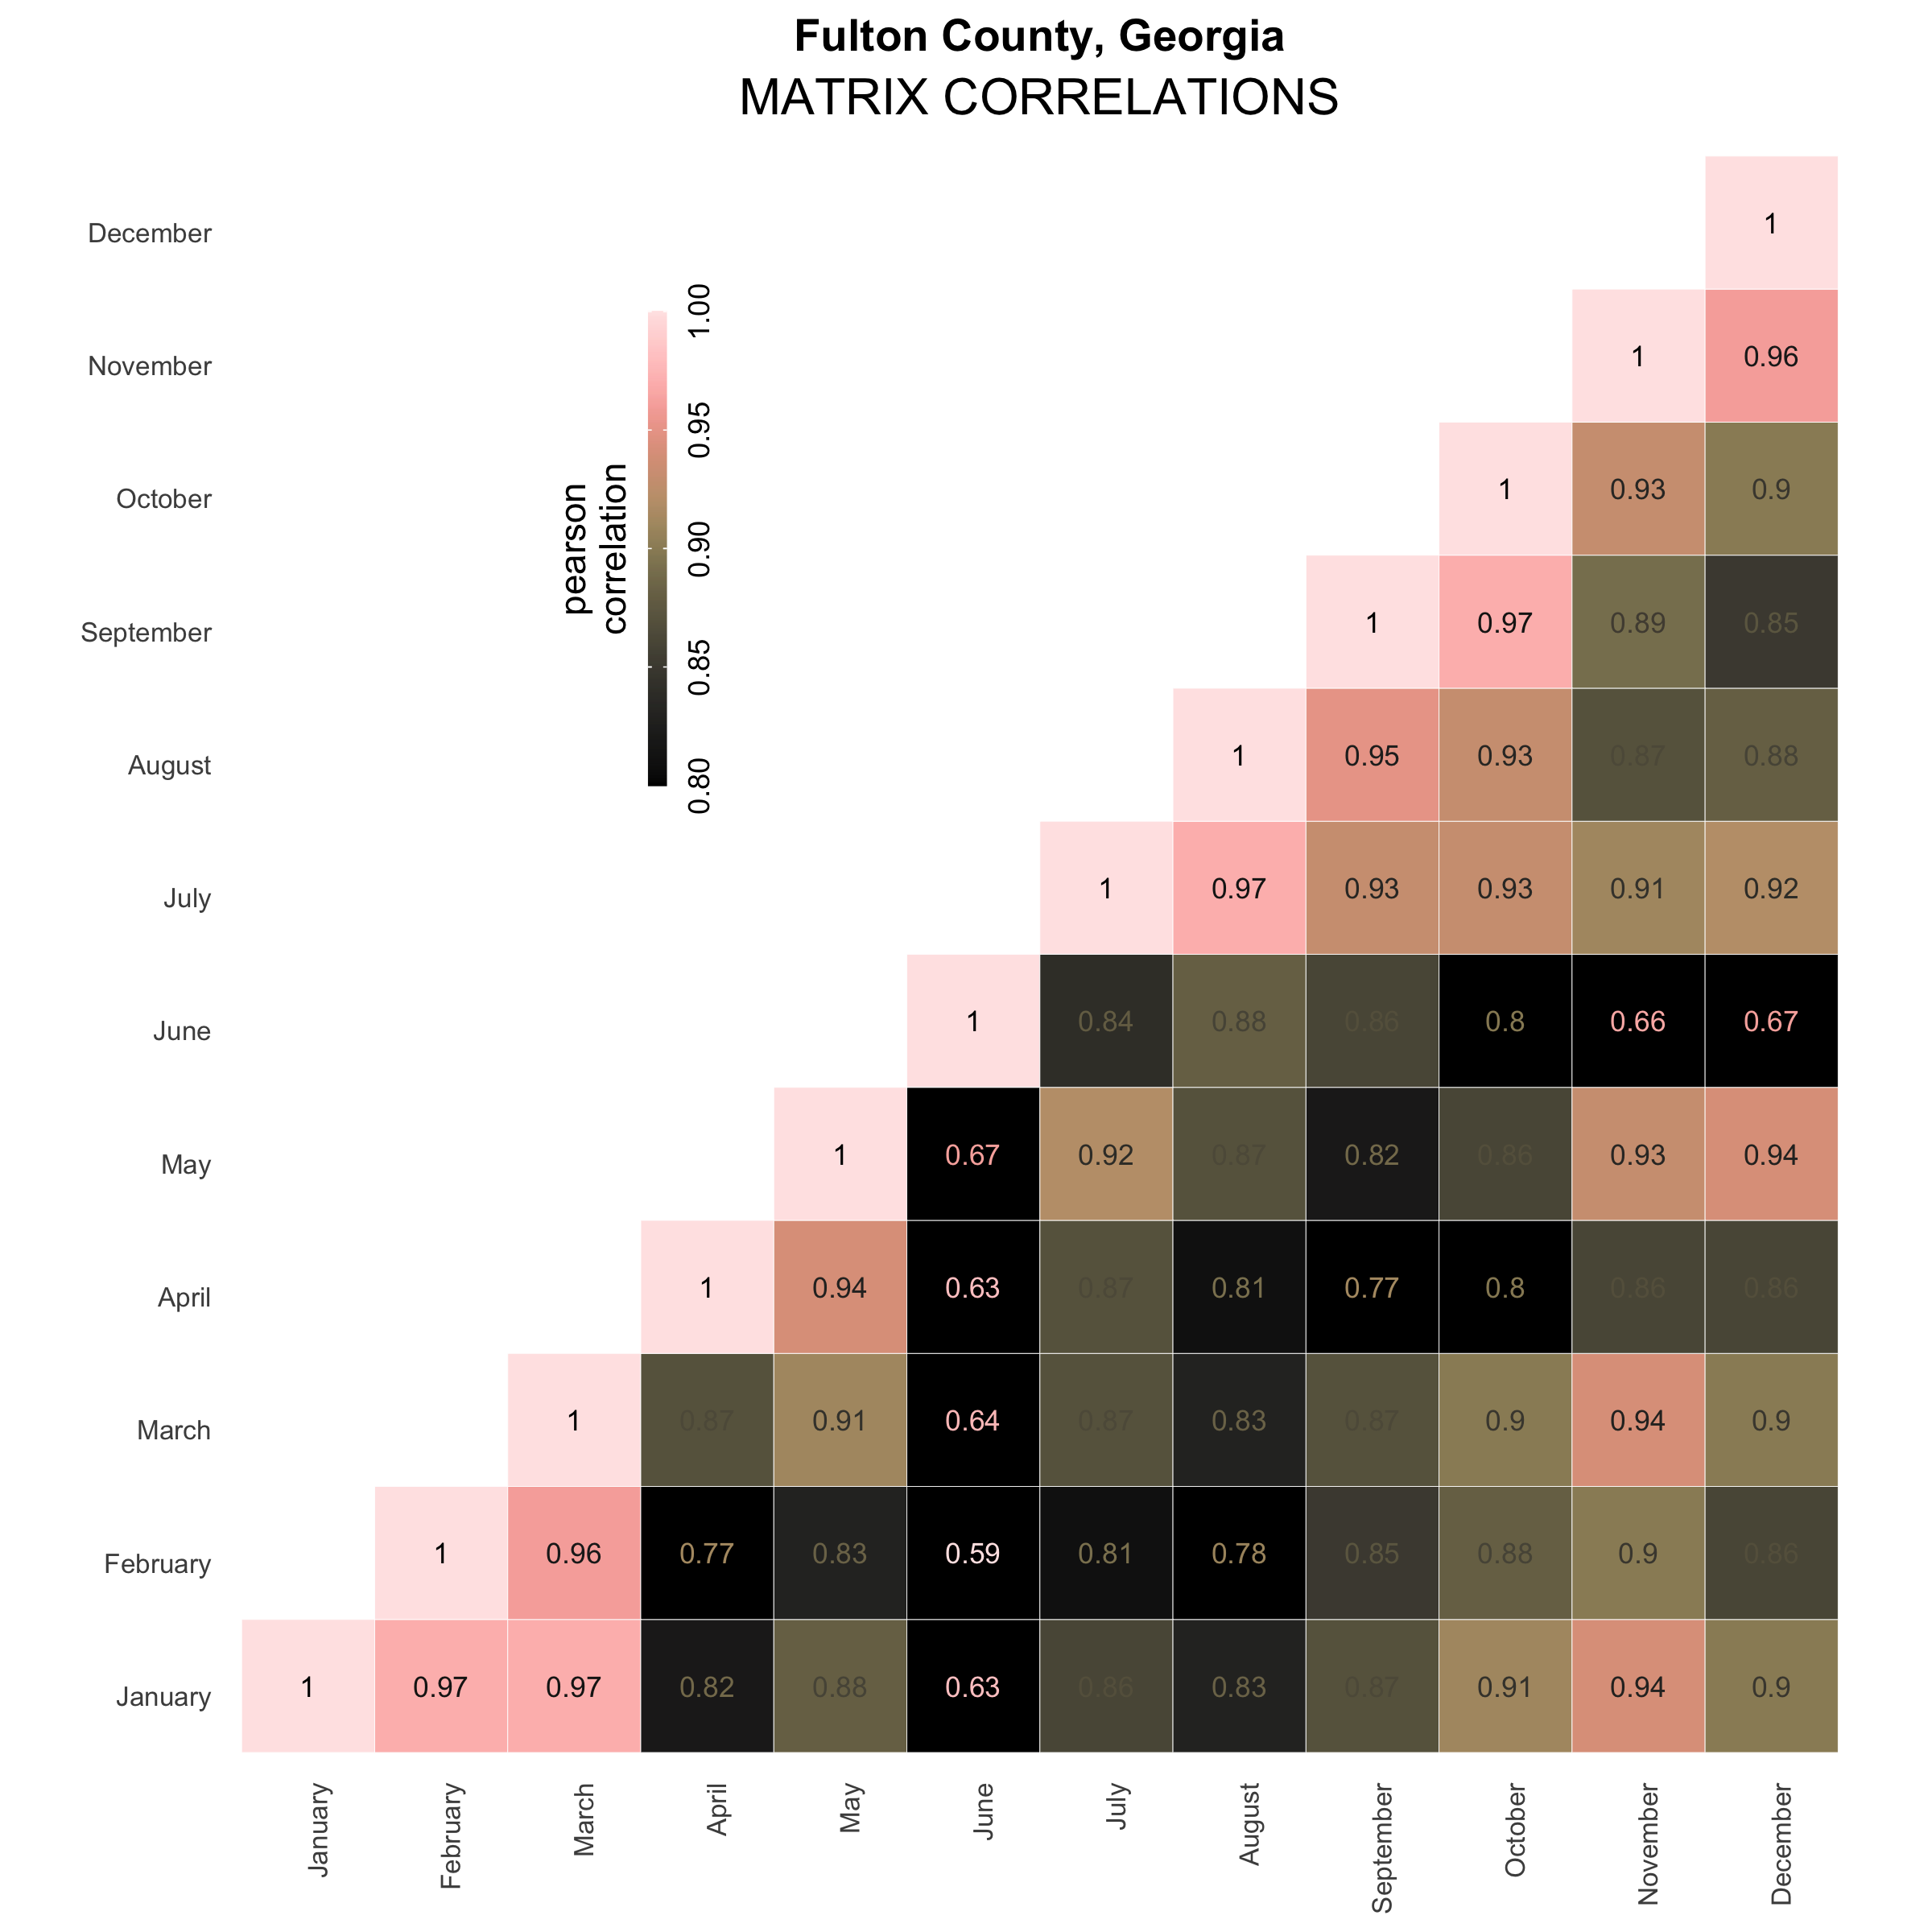 Fulton County, Georgia
MATRIX CORRELATIONS
December 1
November 1 0.96
October 1 0.93 0.9
September 1 0.97 0.89 0.85
August 1 0.95 0.93 0.87 0.88
July 1 0.97 0.93 0.93 0.91 0.92
June 1 0.84 0.88 0.86 0.8 0.66 0.67
May 1 0.67 0.92 0.87 0.82 0.86 0.93 0.94
April 1 0.94 0.63 0.87 0.81 0.77 0.8 0.86 0.86
March 1 0.87 0.91 0.64 0.87 0.83 0.87 0.9 0.94 0.9
February 1 0.96 0.77 0.83 0.59 0.81 0.78 0.85 0.88 0.9 0.86
January 1 0.97 0.97 0.82 0.88 0.63 0.86 0.83 0.87 0.91 0.94 0.9
January
February
March
April
May
June
July
August
September
October
November
December
pearson
correlation
0.80 0.85 0.90 0.95 1.00